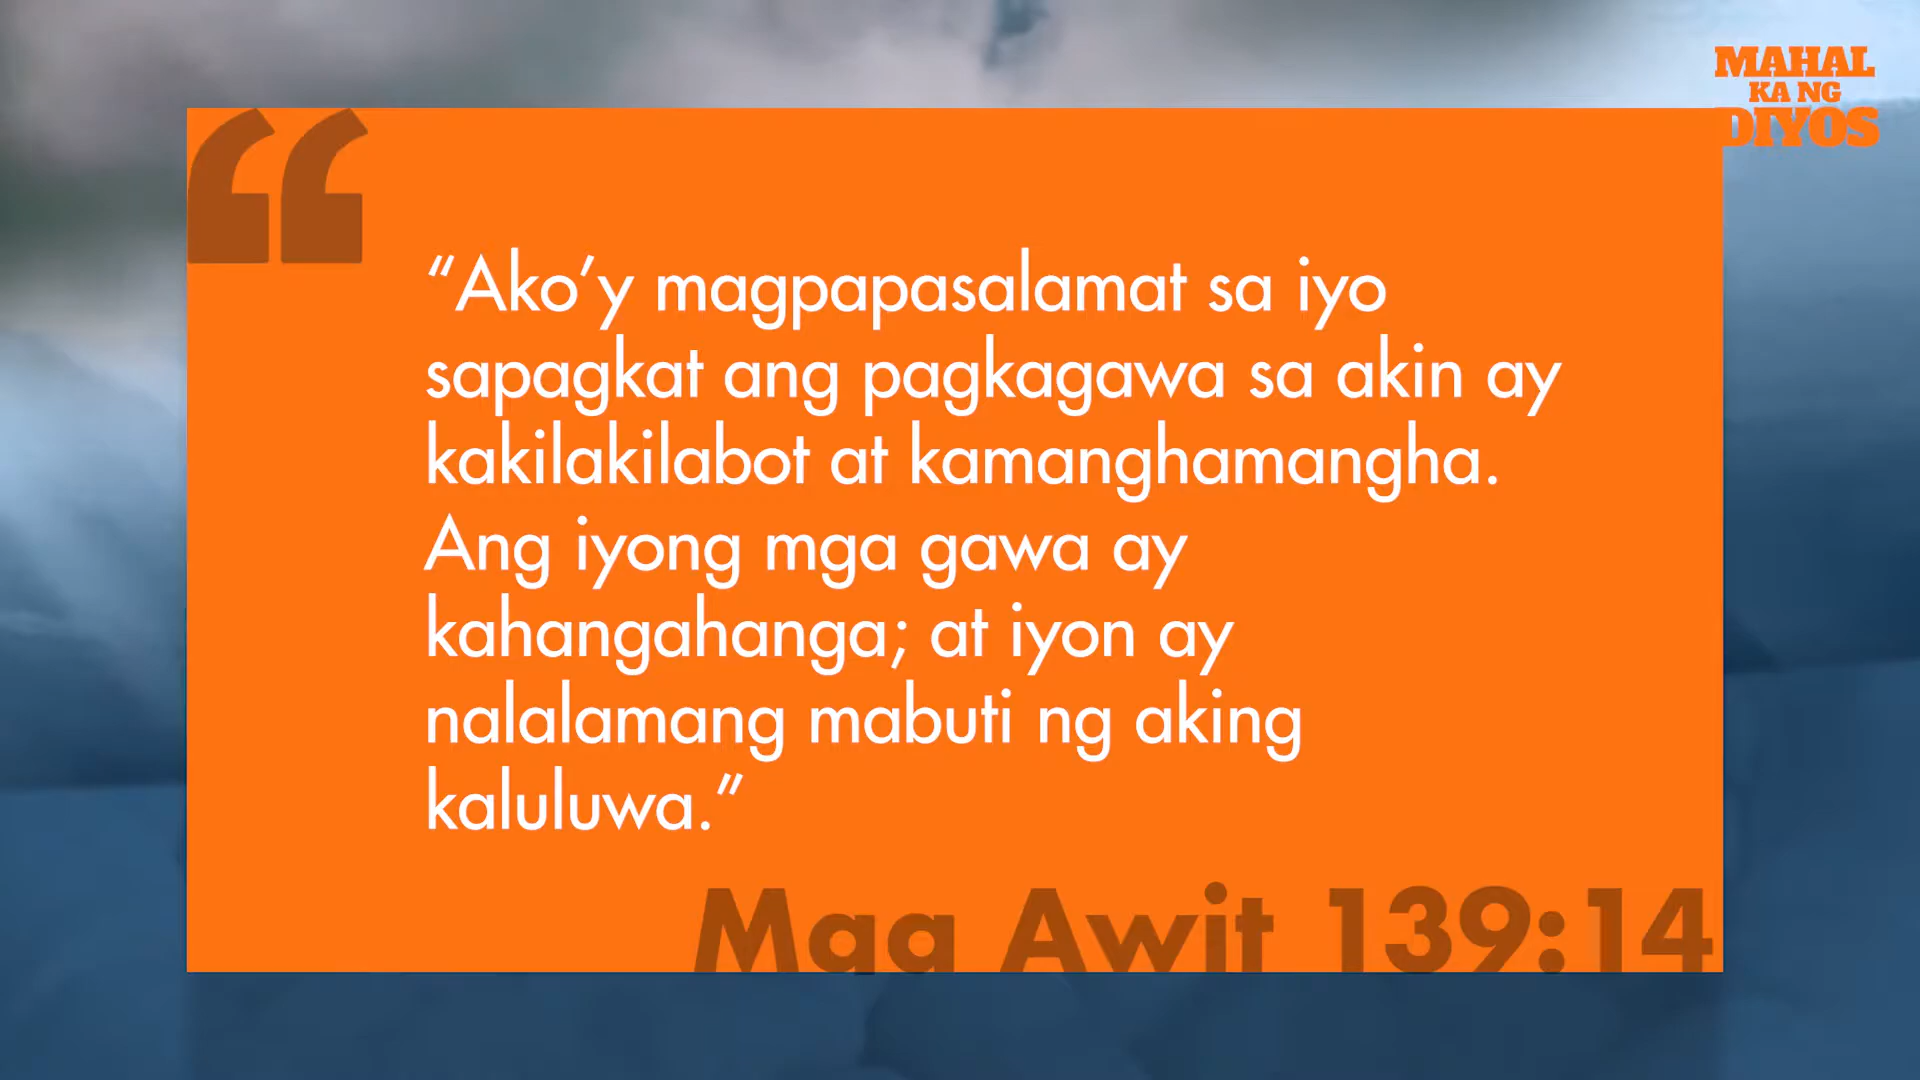 MAHAL
KA NG
DIYOS
“Ako’y magpapasalamat sa iyo
sapagkat ang pagkagawa sa akin ay
kakilakilabot at kamanghamangha.
Ang iyong mga gawa ay
kahangahanga; at iyon ay
nalalamang mabuti ng aking
kaluluwa.”
Mga Awit 139:14